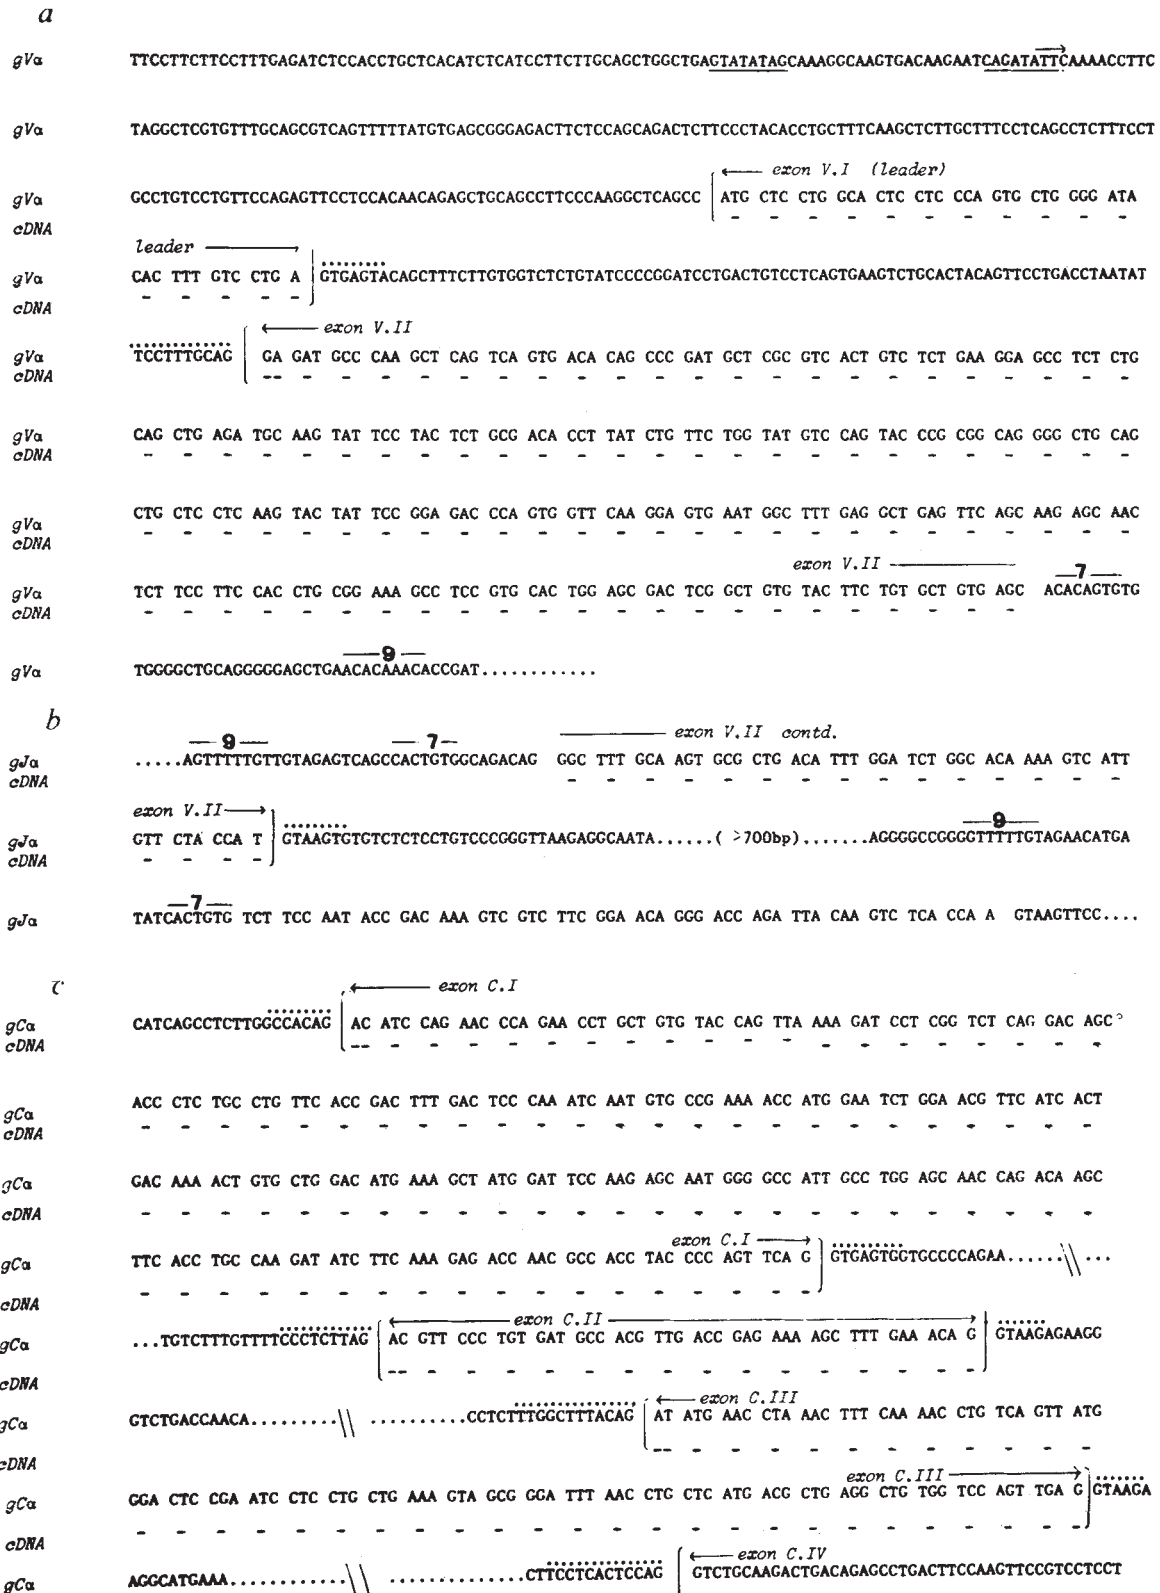 a
gVα TTCCTTCTTCCTTTGAGATCTCCACCTGCTCACATCTCATCCTTCTTGCAGCTGGCTGAGTATATAGCAAAGGCAAGTGACAAGAATCAGATATTCAAAACCTTC
gVα TAGGCTCGTGTTTGCAGCGTCAGTTTTTATGTGAGCGGGAGACTTCTCCAGCAGACTCTTCCCTACACCTGCTTTCAAGCTCTTGCTTTCCTCAGCCTCTTTCCT
←— exon V.I (leader)
gVα GCCTGTCCTGTTCCAGAGTTCCTCCACAACAGAGCTGCAGCCTTCCCAAGGCTCAGCC ATG CTC CTG GCA CTC CTC CCA GTG CTG GGG ATA
cDNA - - - - - - - - - - -
leader ——→
gVα CAC TTT GTC CTG A GTGAGTACAGCTTTCTTGTGGTCTCTGTATCCCCCGGATCCTGACTGTCCTCAGTGAAGTCTGCACTACAGTTCCTGACCTAATAT
cDNA - - - - -
←— exon V.II
gVα TCCTTTGCAG GA GAT GCC CAA GCT CAG TCA GTG ACA CAG CCC GAT GCT CGC GTC ACT GTC TCT GAA GGA GCC TCT CTG
cDNA -- - - - - - - - - - - - - - - - - - - - - -
gVα CAG CTG AGA TGC AAG TAT TCC TAC TCT GCG ACA CCT TAT CTG TTC TGG TAT GTC CAG TAC CCG CGG CAG GGG CTG CAG
cDNA - - - - - - - - - - - - - - - - - - - - - - - - - -
gVα CTG CTC CTC AAG TAC TAT TCC GGA GAC CCA GTG GTT CAA GGA GTG AAT GGC TTT GAG GCT GAG TTC AGC AAG AGC AAC
cDNA - - - - - - - - - - - - - - - - - - - - - - - - - -
exon V.II —— —7—
gVα TCT TCC TTC CAC CTG CGG AAA GCC TCC GTG CAC TGG AGC GAC TCG GCT GTG TAC TTC TGT GCT GTG AGC ACACAGTGTG
cDNA - - - - - - - - - - - - - - - - - - - - - - -
—9—
gVα TGGGGCTGCAGGGGGAGCTGAACACAAACACCGAT............
b
—9— —7— —— exon V.II contd.
gJα .....AGTTTTTGTTGTAGAGTCAGCCACTGTGGCAGACAG GGC TTT GCA AGT GCG CTG ACA TTT GGA TCT GGC ACA AAA GTC ATT
cDNA - - - - - - - - - - - - - - -
exon V.II——→ —9—
gJα GTT CTA CCA T GTAAGTGTGTCTCTCCTGTCCCGGGTTAAGAGGCAATA......( >700bp).......AGGGGCCGGGGTTTTTGTAGAACATGA
cDNA - - - -
—7—
gJα TATCACTGTG TCT TCC AAT ACC GAC AAA GTC GTC TTC GGA ACA GGG ACC AGA TTA CAA GTC TCA CCA A GTAAGTTCC....
c
←—— exon C.I
gCα CATCAGCCTCTTGGCCACAG AC ATC CAG AAC CCA GAA CCT GCT GTG TAC CAG TTA AAA GAT CCT CGG TCT CAG GAC AGC
cDNA -- - - - - - - - - - - - - - - - - - - -
gCα ACC CTC TGC CTG TTC ACC GAC TTT GAC TCC CAA ATC AAT GTG CCG AAA ACC ATG GAA TCT GGA ACG TTC ATC ACT
cDNA - - - - - - - - - - - - - - - - - - - - - - - - -
gCα GAC AAA ACT GTG CTG GAC ATG AAA GCT ATG GAT TCC AAG AGC AAT GGG GCC ATT GCC TGG AGC AAC CAG ACA AGC
cDNA - - - - - - - - - - - - - - - - - - - - - - - - -
exon C.I ——→
gCα TTC ACC TGC CAA GAT ATC TTC AAA GAG ACC AAC GCC ACC TAC CCC AGT TCA G GTGAGTGGTGCCCCAGAA......\\...
cDNA - - - - - - - - - - - - - - - - - -
←—— exon C.II ——→
gCα ...TGTCTTTGTTTTCCCTCTTAG AC GTT CCC TGT GAT GCC ACG TTG ACC GAG AAA AGC TTT GAA ACA G GTAAGAGAAGG
cDNA -- - - - - - - - - - - - - - -
←— exon C.III
gCα GTCTGACCAACA.........\\ ..........CCTCTTTGGCTTTACAG AT ATG AAC CTA AAC TTT CAA AAC CTG TCA GTT ATG
cDNA -- - - - - - - - - - - -
exon C.III ——→
gCα GGA CTC CGA ATC CTC CTG CTG AAA GTA GCG GGA TTT AAC CTG CTC ATG ACG CTG AGG CTG TGG TCC AGT TGA G GTAAGA
cDNA - - - - - - - - - - - - - - - - - - - - - - - - -
←— exon C.IV
gCα AGGCATGAAA............\\ ..............CTTCCTCACTCCAG GTCTGCAAGACTGACAGAGCCTGACTTCCAAGTTCCGTCCTCCT